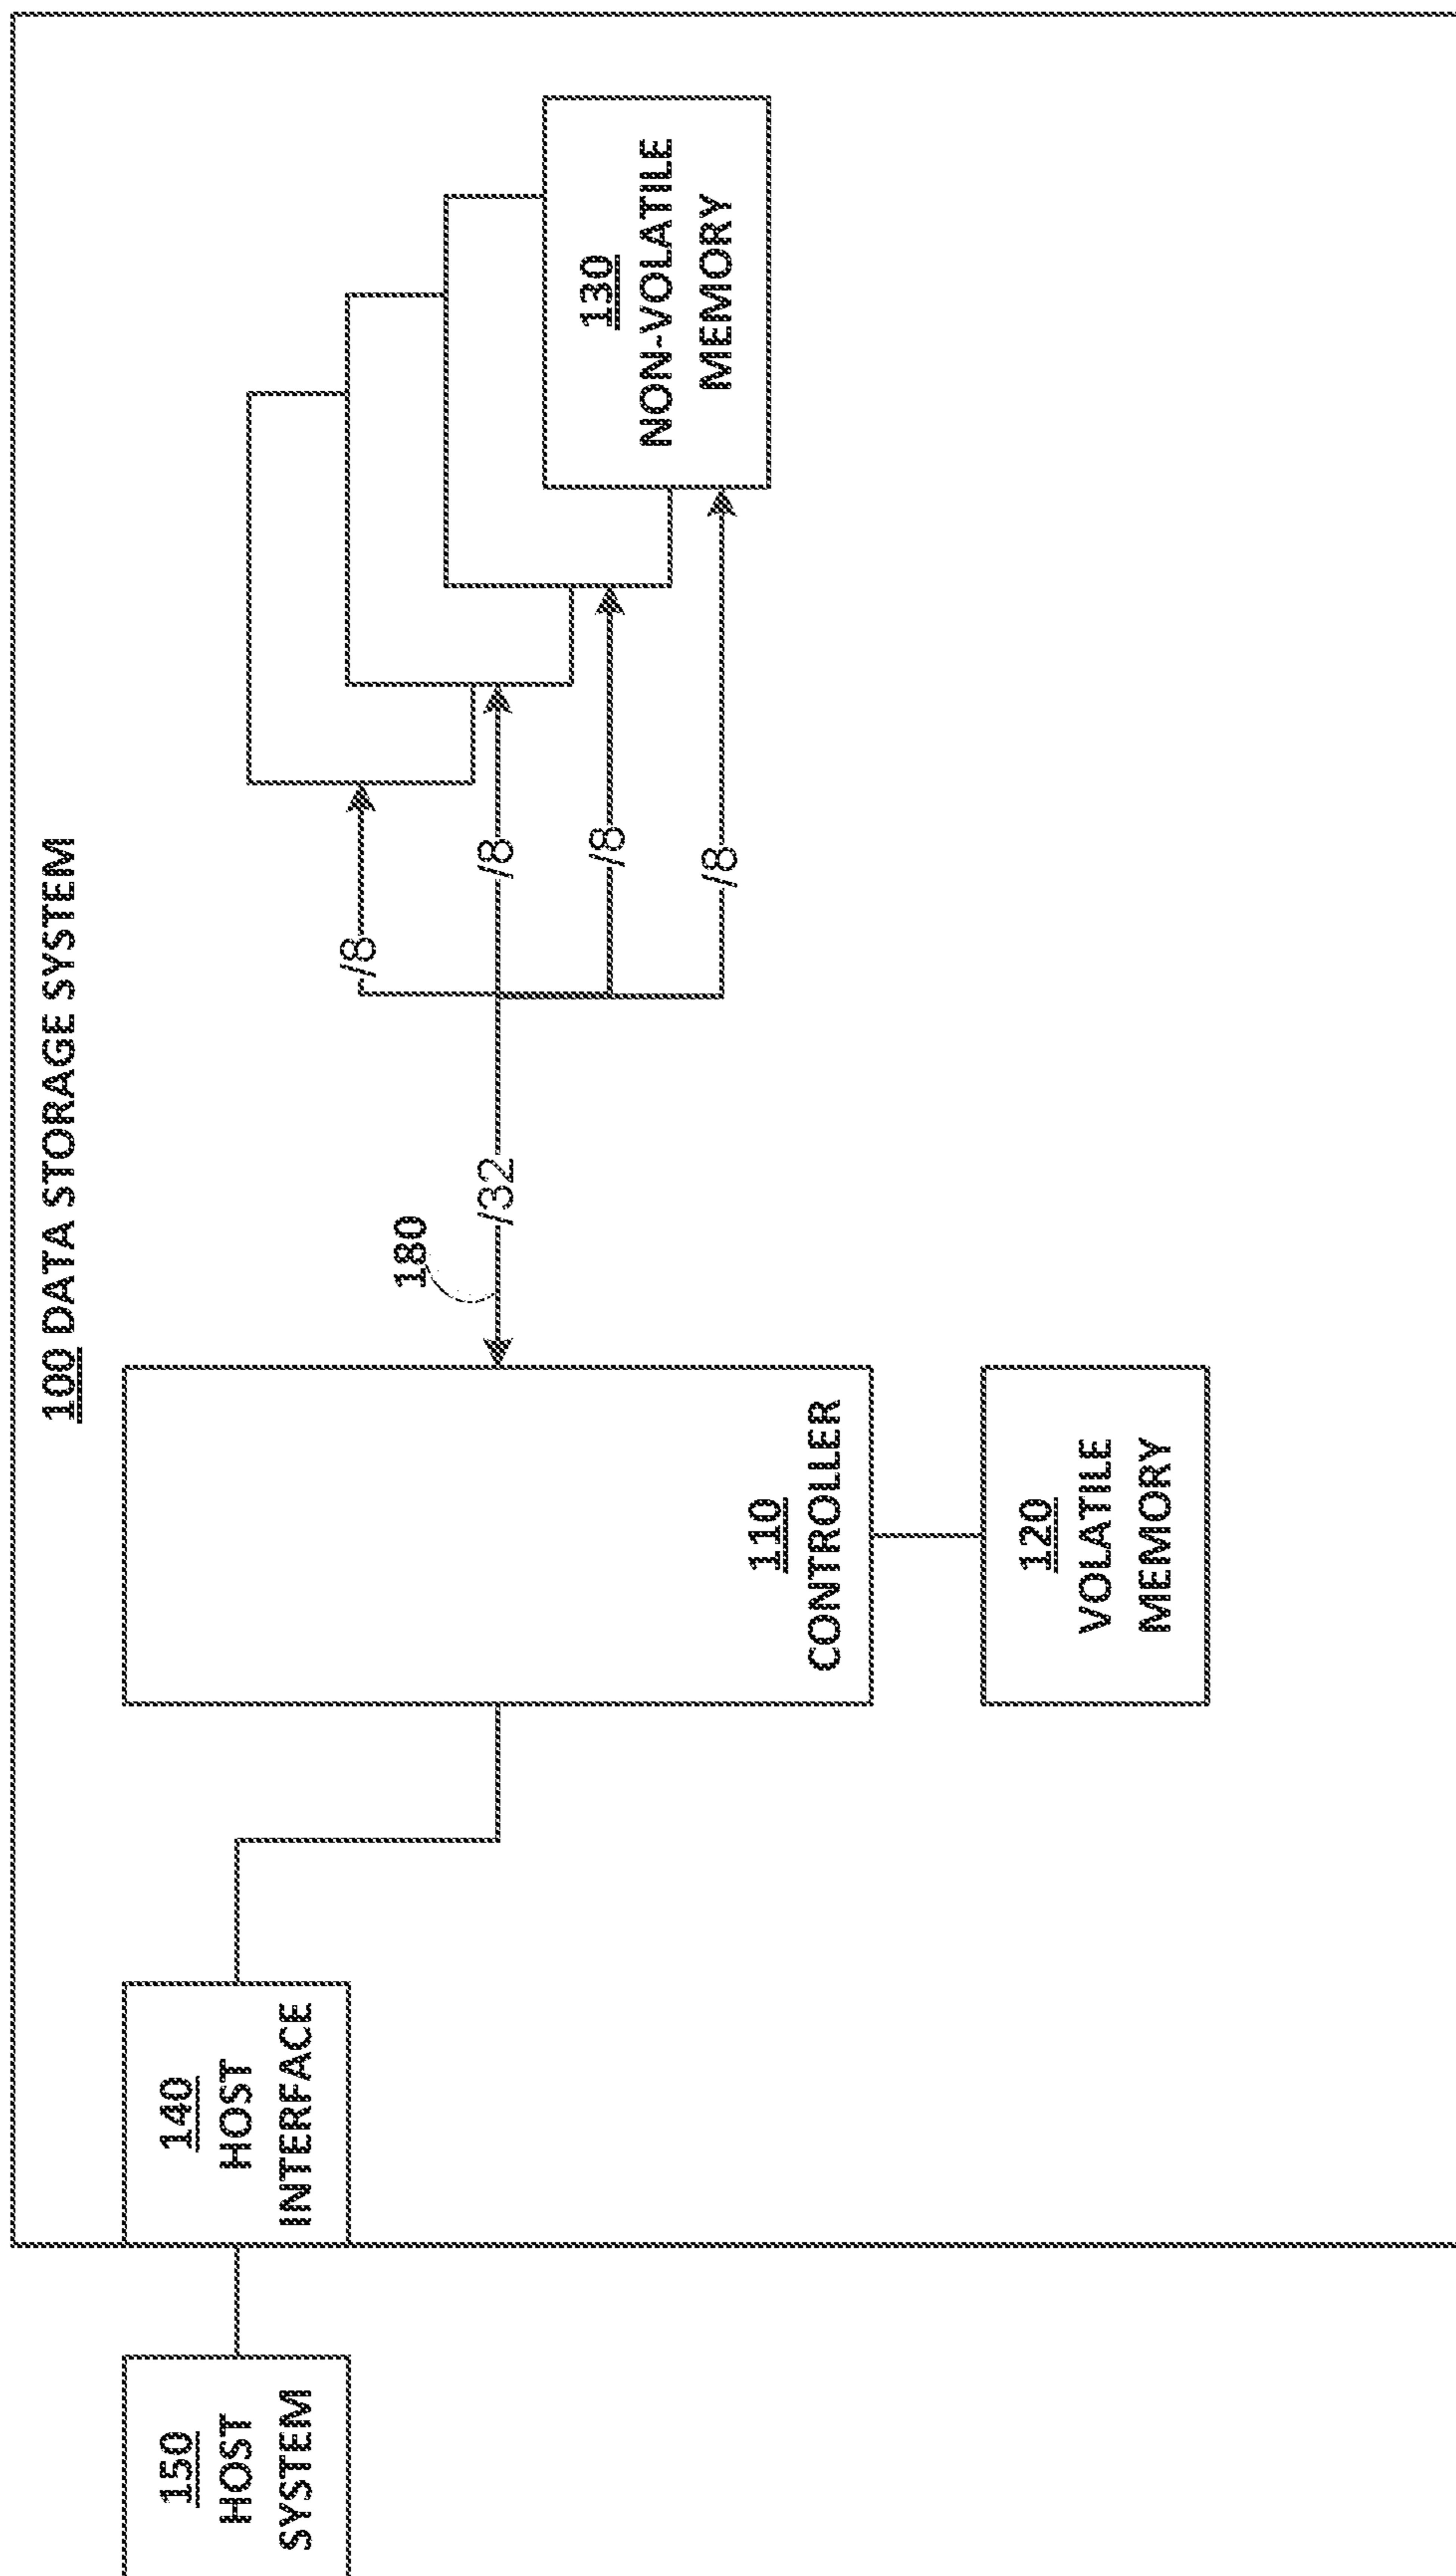 100 DATA STORAGE SYSTEM
150
HOST
SYSTEM
140
HOST
INTERFACE
110
CONTROLLER
120
VOLATILE
MEMORY
180
/32
/8
/8
/8
/8
130
NON-VOLATILE
MEMORY